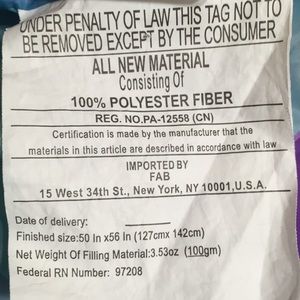 UNDER PENALTY OF LAW THIS TAG NOT TO
BE REMOVED EXCEPT BY THE CONSUMER
ALL NEW MATERIAL
Consisting Of
100% POLYESTER FIBER
REG. NO.PA-12558 (CN)
Certification is made by the manufacturer that the
materials in this article are described in accordance with law
IMPORTED BY
FAB
15 West 34th St., New York, NY 10001,U.S.A.
Date of delivery:
Finished size:50 In x56 In (127cmx 142cm)
Net Weight Of Filling Material:3.53oz (100gm)
Federal RN Number: 97208